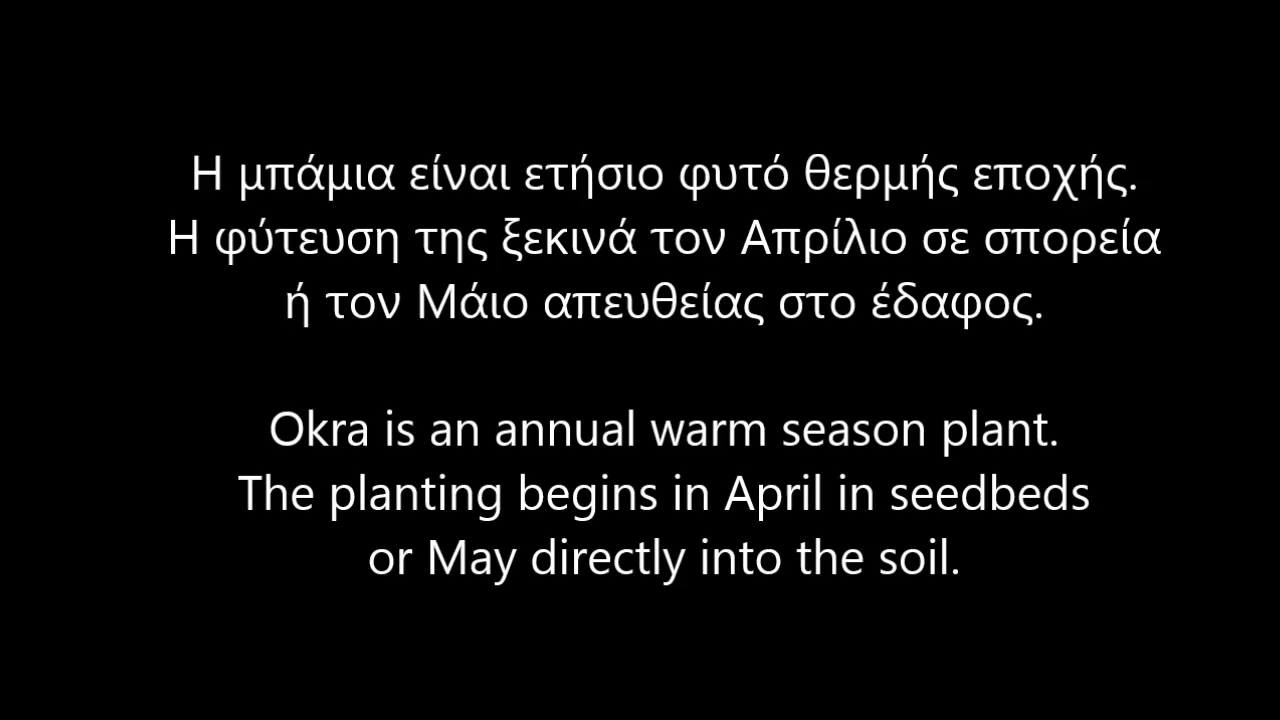 Η μπάμια είναι ετήσιο φυτό θερμής εποχής.
Η φύτευση της ξεκινά τον Απρίλιο σε σπορεία
ή τον Μάιο απευθείας στο έδαφος.
Okra is an annual warm season plant.
The planting begins in April in seedbeds
or May directly into the soil.